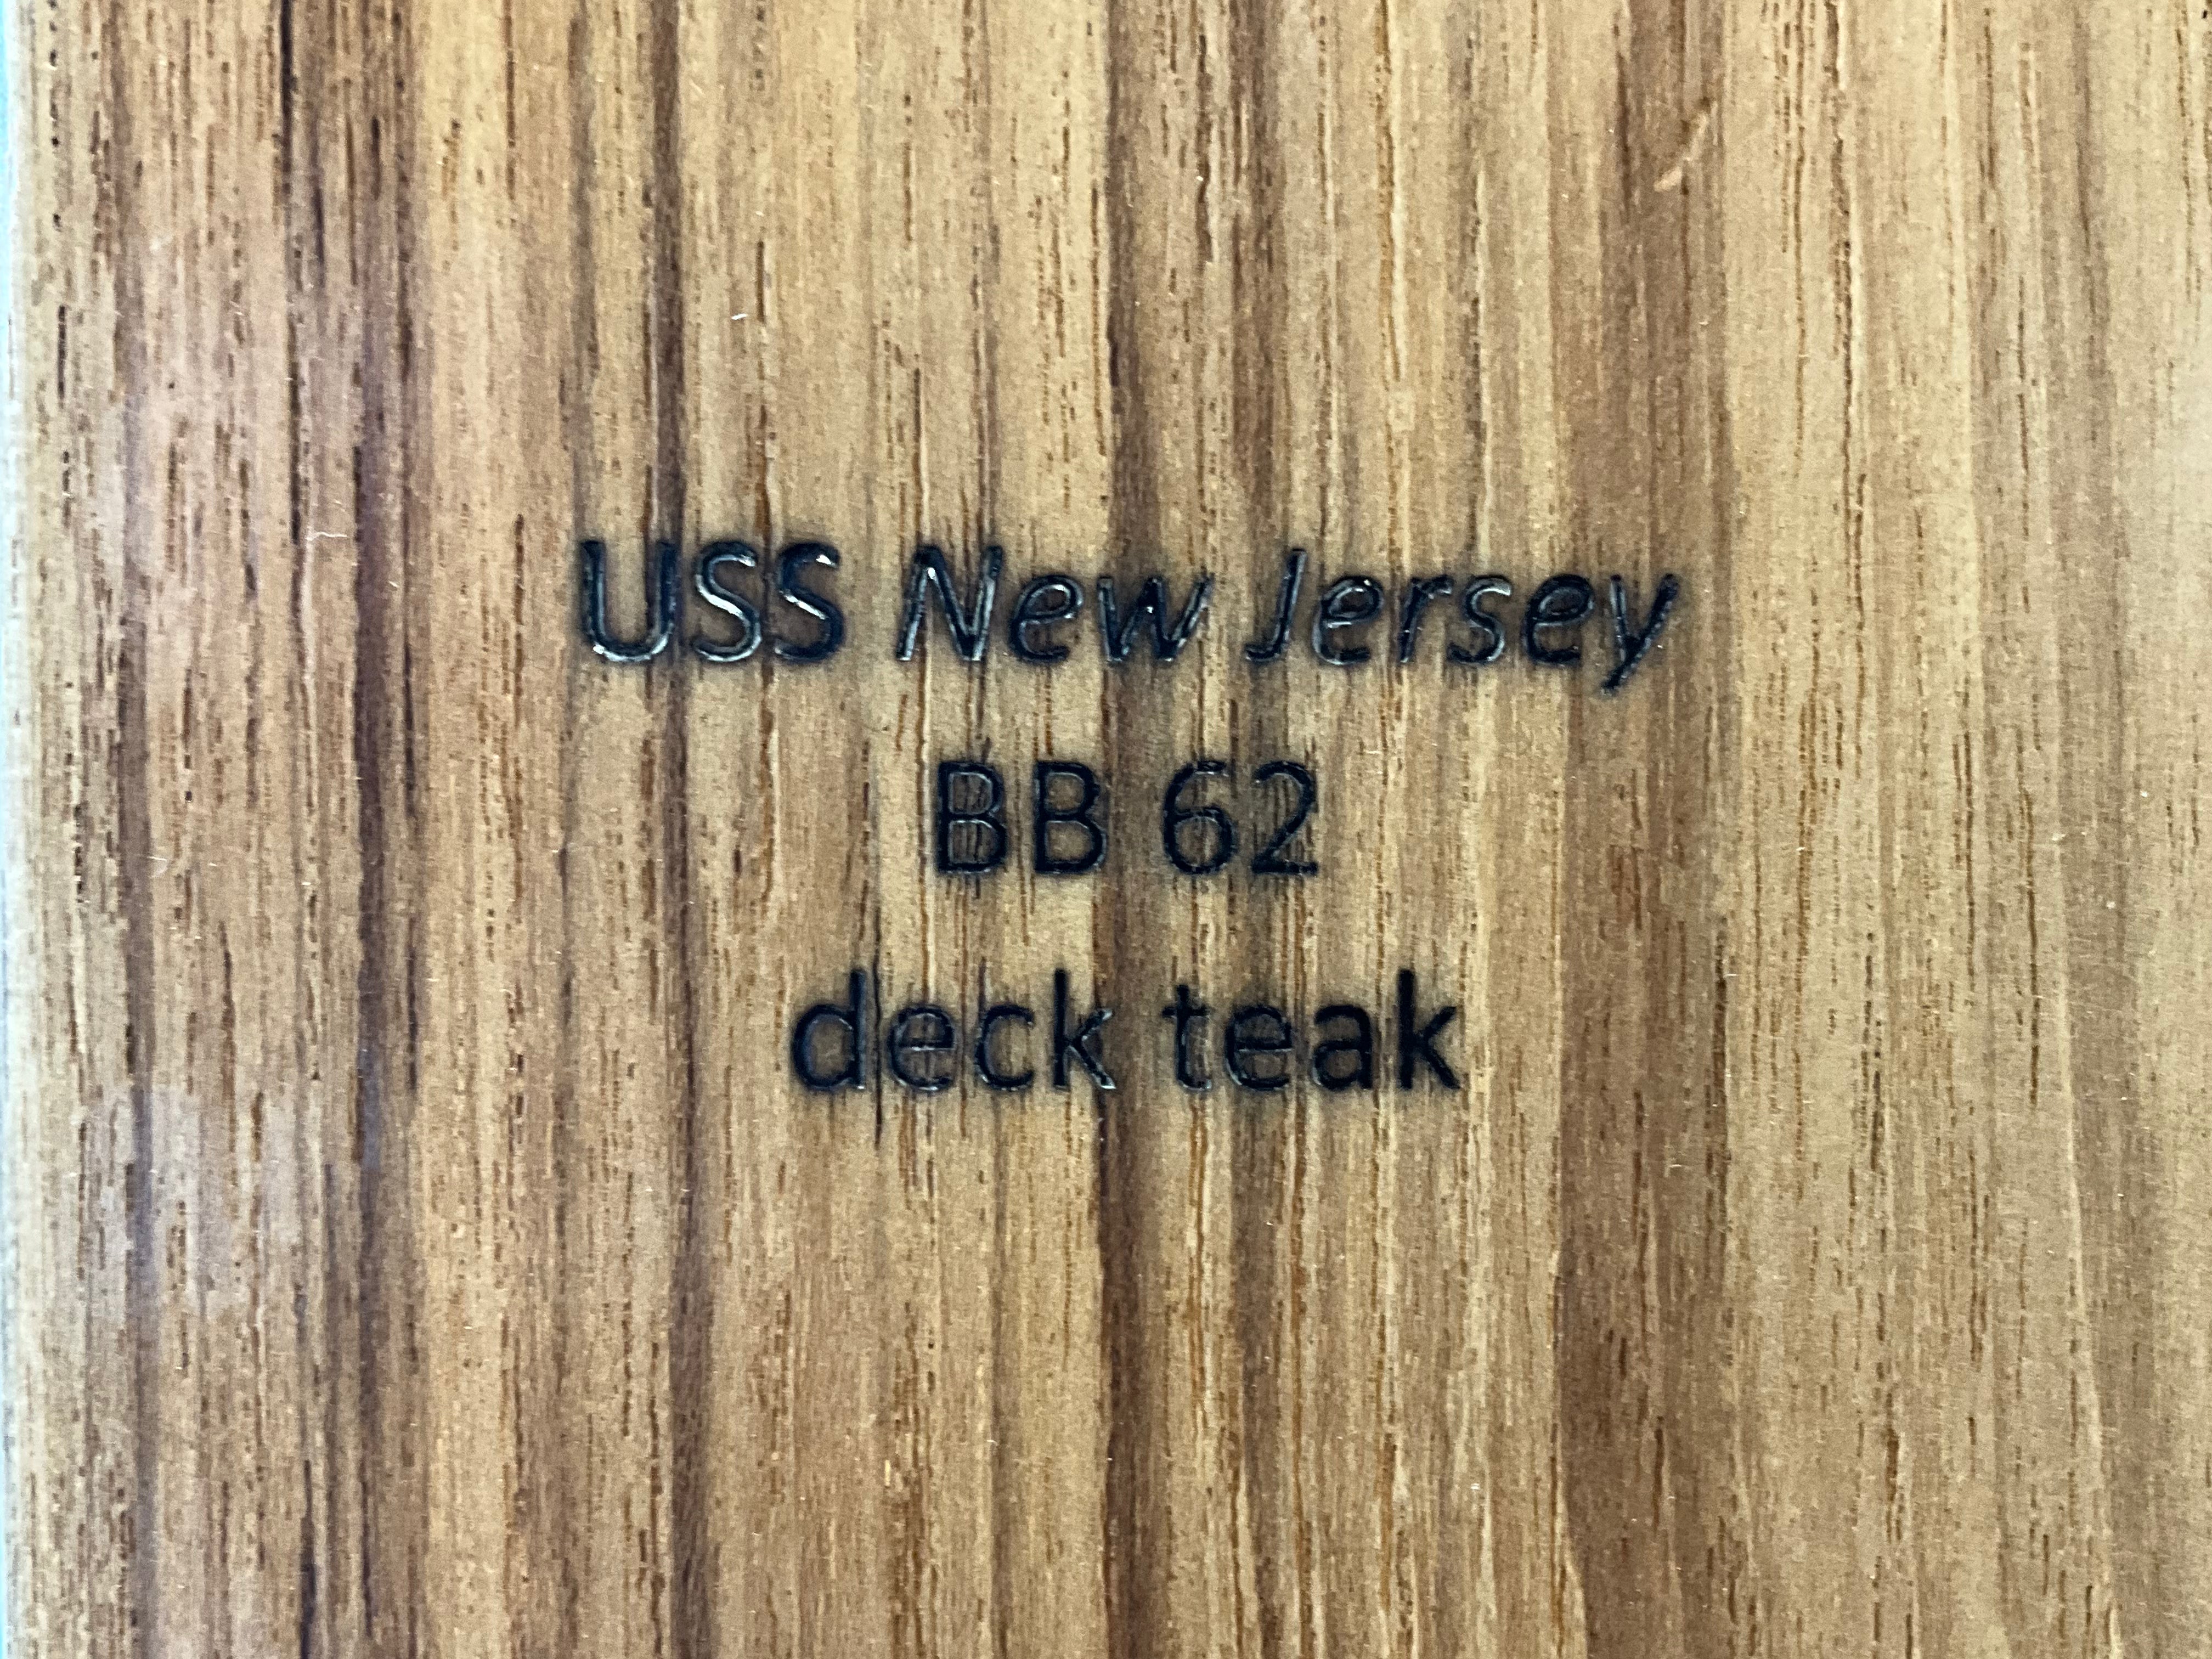 USS New Jersey
BB 62
deck teak